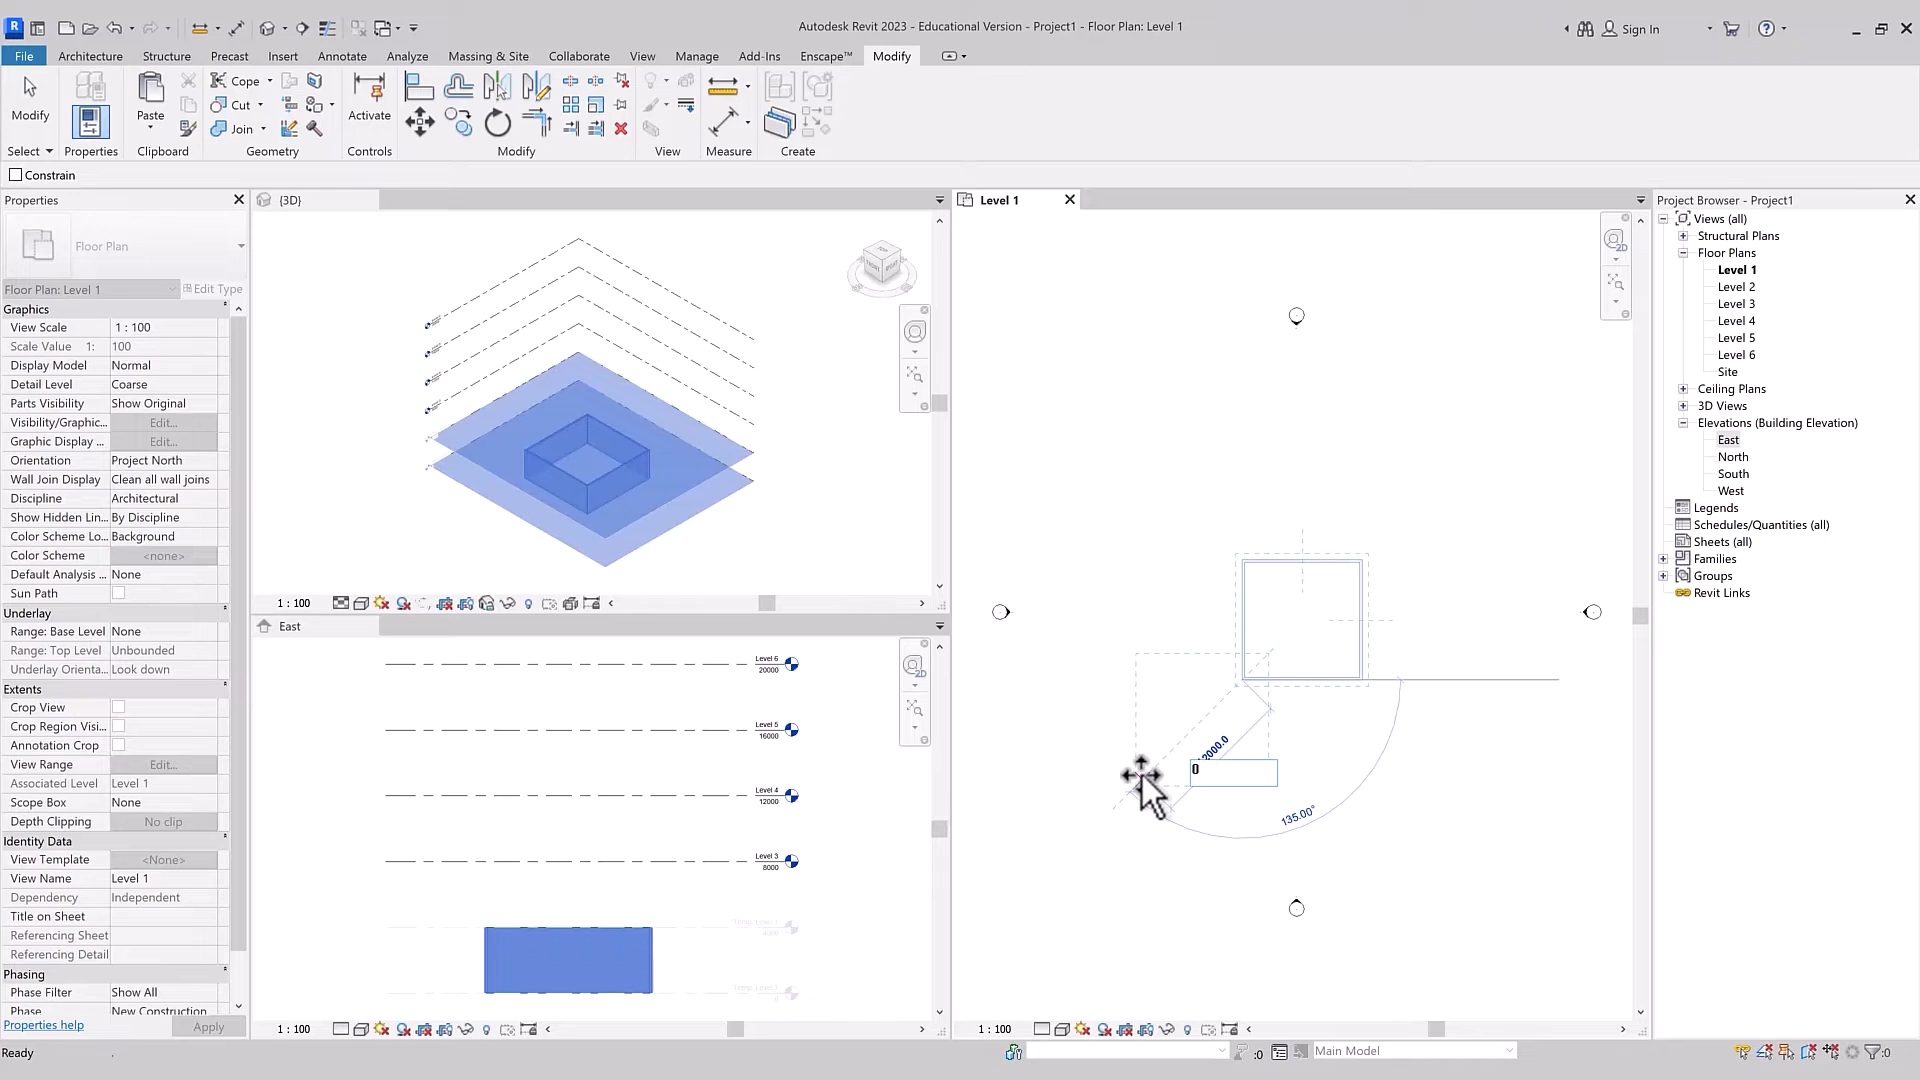 Autodesk Revit 2023 - Educational Version - Project1 - Floor Plan: Level 1
Sign In
File Architecture Structure Precast Insert Annotate Analyze Massing & Site Collaborate View Manage Add-Ins Enscape™ Modify
Modify
Paste
Cope
Cut
Join
Activate
Select Properties Clipboard Geometry Controls Modify View Measure Create
Constrain
Properties
Floor Plan
Floor Plan: Level 1 Edit Type
Graphics
View Scale 1 : 100
Scale Value 1: 100
Display Model Normal
Detail Level Coarse
Parts Visibility Show Original
Visibility/Graphic... Edit...
Graphic Display ... Edit...
Orientation Project North
Wall Join Display Clean all wall joins
Discipline Architectural
Show Hidden Lin... By Discipline
Color Scheme Lo... Background
Color Scheme <none>
Default Analysis ... None
Sun Path
Underlay
Range: Base Level None
Range: Top Level Unbounded
Underlay Orienta... Look down
Extents
Crop View
Crop Region Visi...
Annotation Crop
View Range Edit...
Associated Level Level 1
Scope Box None
Depth Clipping No clip
Identity Data
View Template <None>
View Name Level 1
Dependency Independent
Title on Sheet
Referencing Sheet
Referencing Detail
Phasing
Phase Filter Show All
Phase New Construction
Properties help Apply
Ready
{3D}
TOP
FRONT RIGHT
1 : 100
East
Level 6
20000
Level 5
16000
Level 4
12000
Level 3
8000
2D
1 : 100
Level 1
2D
2000.0
0
135.00°
1 : 100
:0
Main Model
:0
Project Browser - Project1
Views (all)
Structural Plans
Floor Plans
Level 1
Level 2
Level 3
Level 4
Level 5
Level 6
Site
Ceiling Plans
3D Views
Elevations (Building Elevation)
East
North
South
West
Legends
Schedules/Quantities (all)
Sheets (all)
Families
Groups
Revit Links